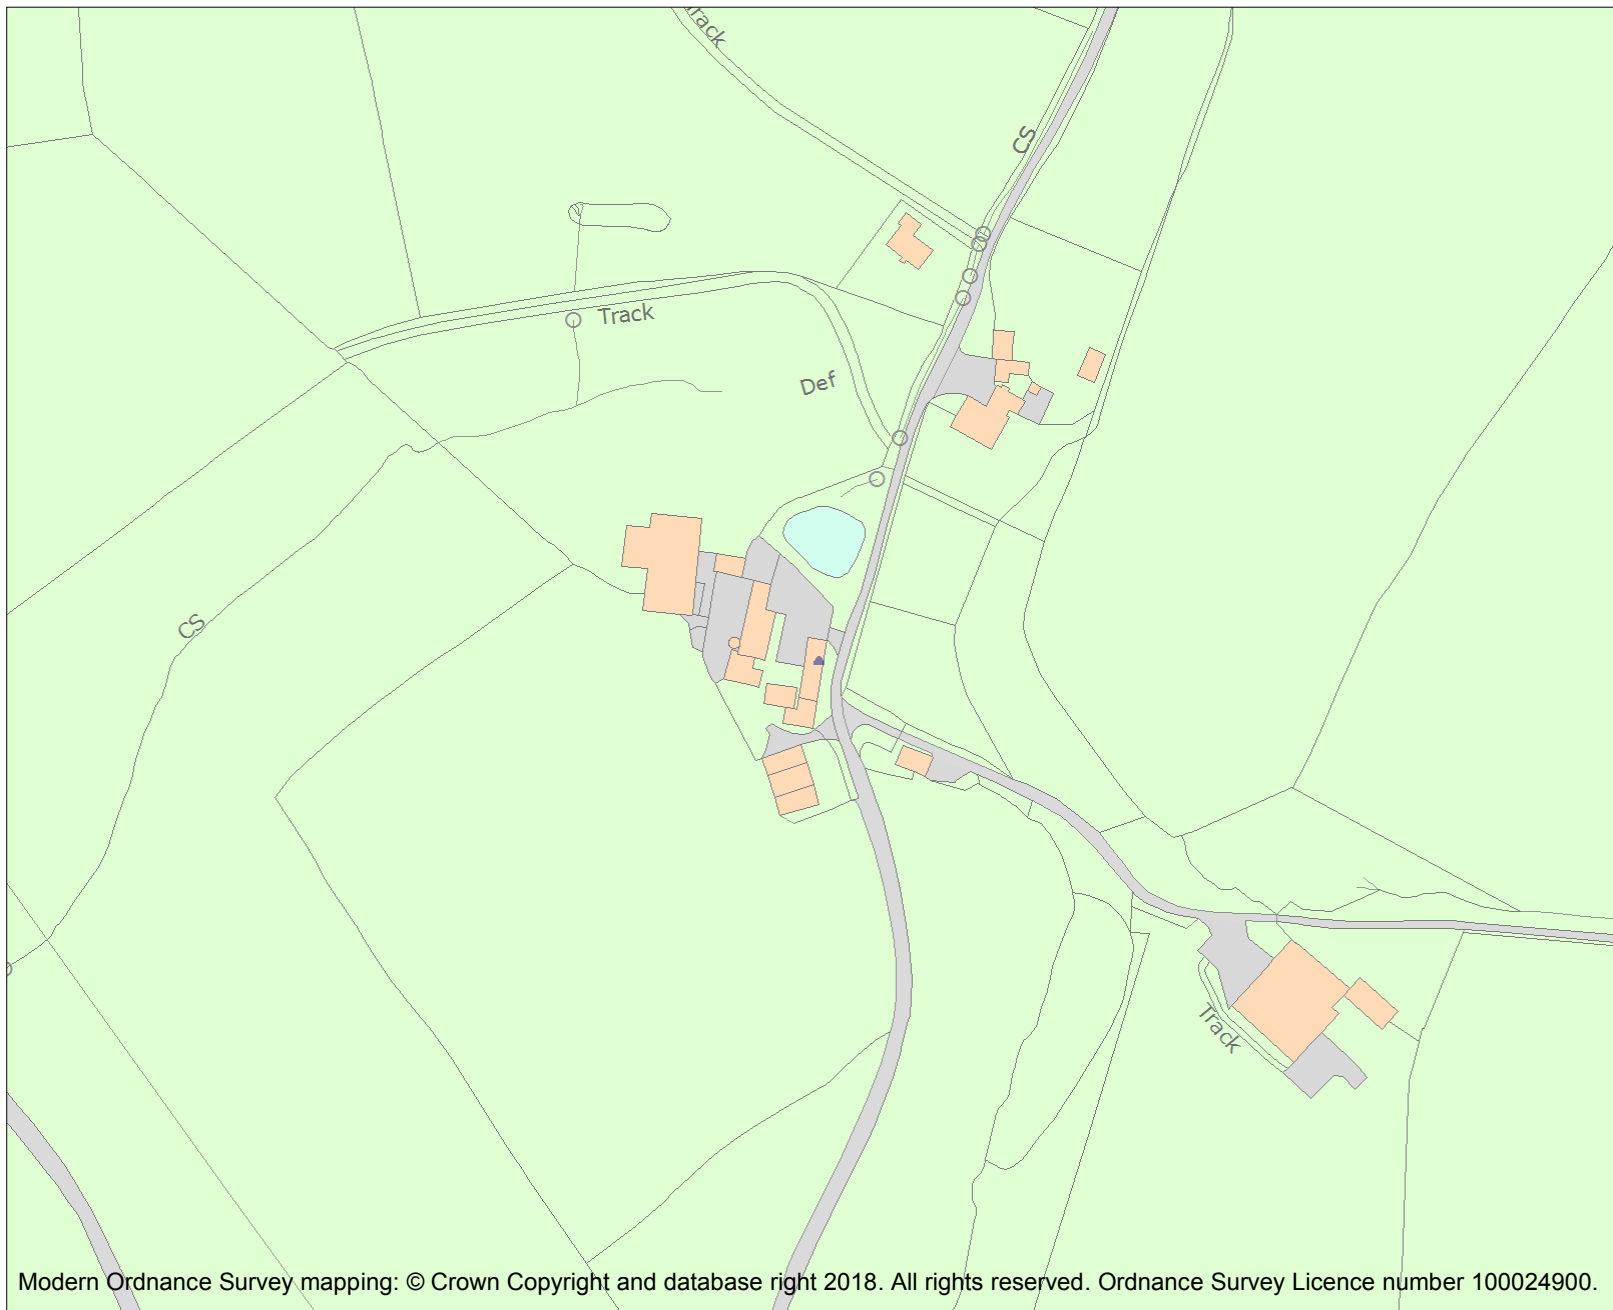 Track
CS
Track
Def
CS
Track
Modern Ordnance Survey mapping: © Crown Copyright and database right 2018. All rights reserved. Ordnance Survey Licence number 100024900.